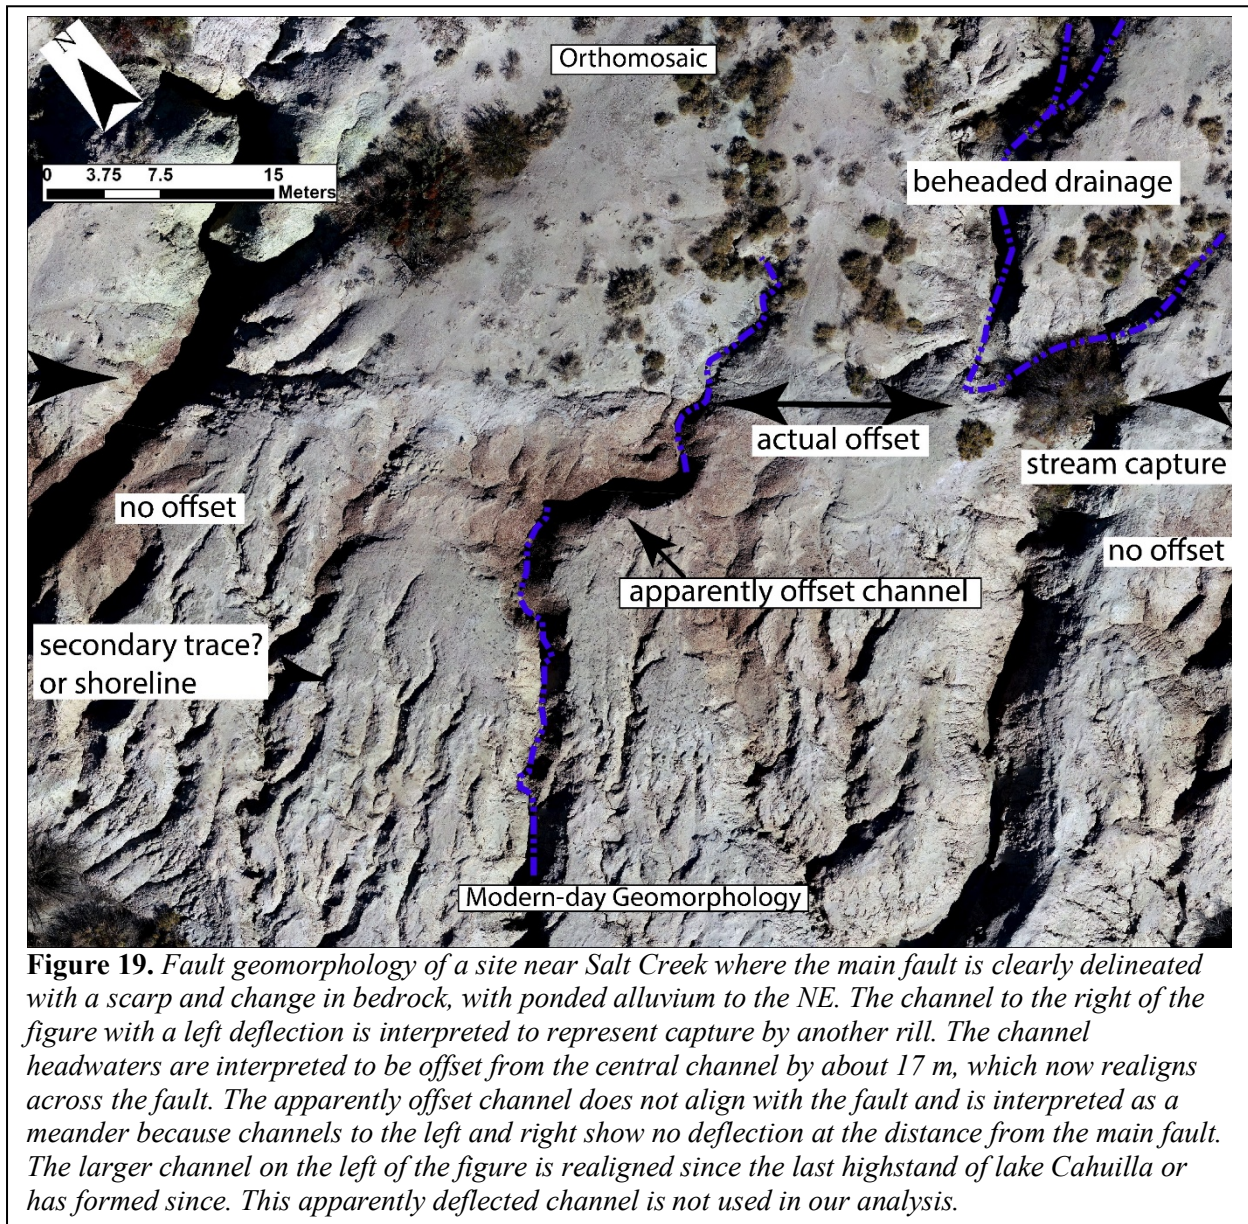 N
Orthomosaic
0 3.75 7.5 15
Meters
beheaded drainage
actual offset
stream capture
no offset
no offset
apparently offset channel
secondary trace?
or shoreline
Modern-day Geomorphology
Figure 19. Fault geomorphology of a site near Salt Creek where the main fault is clearly delineated
with a scarp and change in bedrock, with ponded alluvium to the NE. The channel to the right of the
figure with a left deflection is interpreted to represent capture by another rill. The channel
headwaters are interpreted to be offset from the central channel by about 17 m, which now realigns
across the fault. The apparently offset channel does not align with the fault and is interpreted as a
meander because channels to the left and right show no deflection at the distance from the main fault.
The larger channel on the left of the figure is realigned since the last highstand of lake Cahuilla or
has formed since. This apparently deflected channel is not used in our analysis.